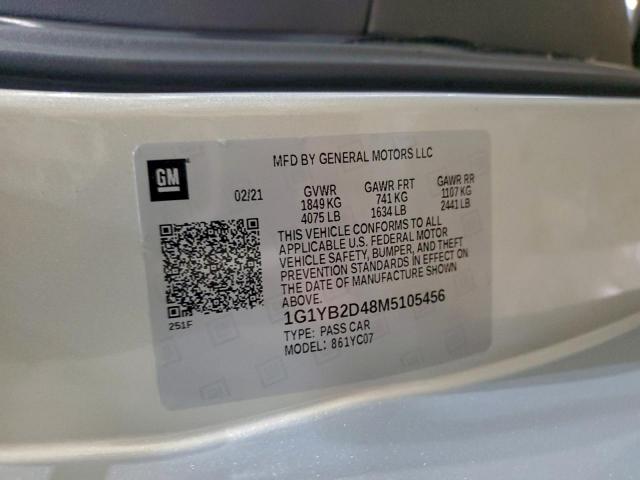 MFD BY GENERAL MOTORS LLC
GM
02/21 GVWR GAWR FRT GAWR RR
1849 KG 741 KG 1107 KG
4075 LB 1634 LB 2441 LB
THIS VEHICLE CONFORMS TO ALL
APPLICABLE U.S. FEDERAL MOTOR
VEHICLE SAFETY, BUMPER, AND THEFT
PREVENTION STANDARDS IN EFFECT ON
THE DATE OF MANUFACTURE SHOWN
ABOVE.
251F
1G1YB2D48M5105456
TYPE: PASS CAR
MODEL: 861YC07